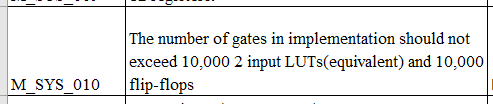 The number of gates in implementation should not
exceed 10,000 2 input LUTs(equivalent) and 10,000
M_SYS_010 flip-flops